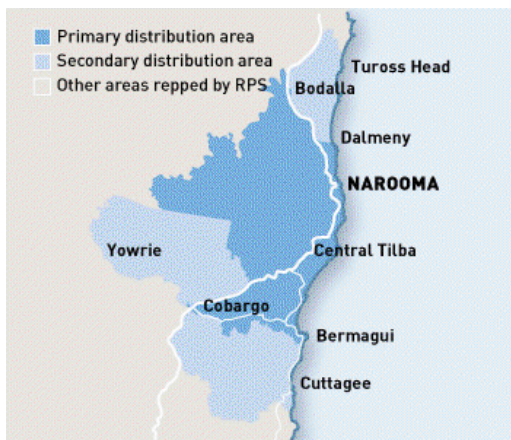 Primary distribution area
Secondary distribution area
Other areas repped by RPS
Tuross Head
Bodalla
Dalmeny
NAROOMA
Yowrie
Central Tilba
Cobargo
Bermagui
Cuttagee